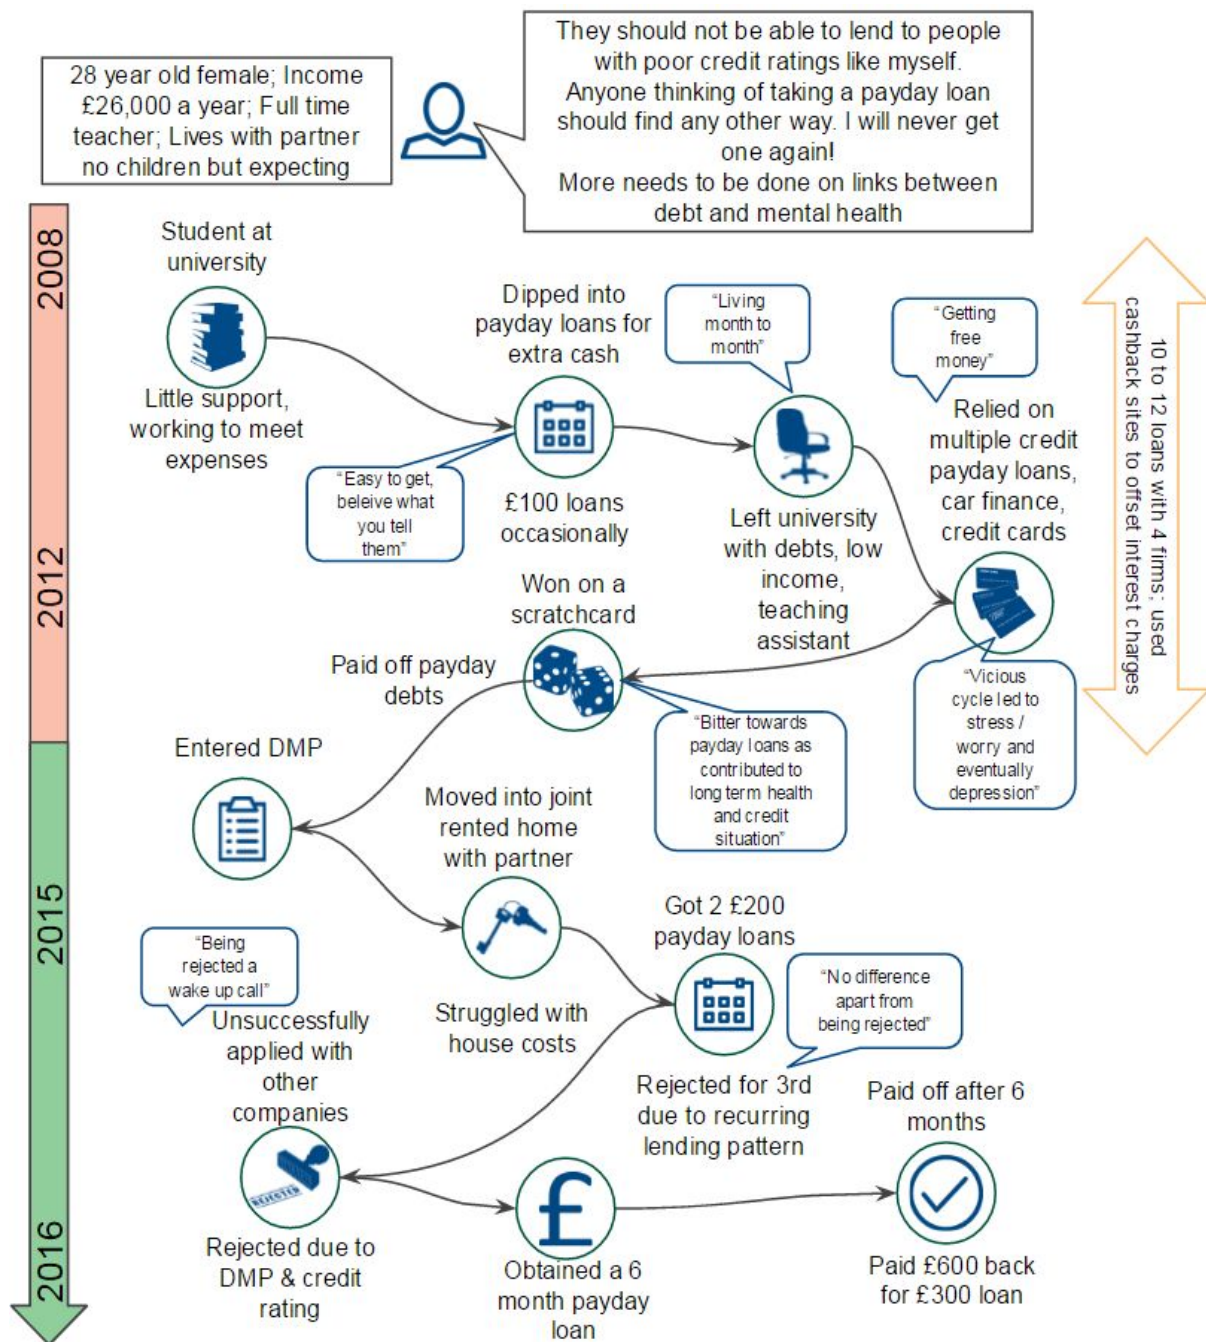 28 year old female; Income
£26,000 a year; Full time
teacher; Lives with partner
no children but expecting
They should not be able to lend to people
with poor credit ratings like myself.
Anyone thinking of taking a payday loan
should find any other way. I will never get
one again!
More needs to be done on links between
debt and mental health
2008
2012
2015
2016
10 to 12 loans with 4 firms; used
cashback sites to offset interest charges
Student at
university
Little support,
working to meet
expenses
Dipped into
payday loans for
extra cash
"Easy to get,
beleive what
you tell
them"
£100 loans
occasionally
"Living
month to
month"
Left university
with debts, low
income,
teaching
assistant
"Getting
free
money"
Relied on
multiple credit
payday loans,
car finance,
credit cards
"Vicious
cycle led to
stress /
worry and
eventually
depression"
Won on a
scratchcard
"Bitter towards
payday loans as
contributed to
long term health
and credit
situation"
Paid off payday
debts
Entered DMP
Moved into joint
rented home
with partner
Struggled with
house costs
Got 2 £200
payday loans
"No difference
apart from
being rejected"
Rejected for 3rd
due to recurring
lending pattern
"Being
rejected a
wake up call"
Unsuccessfully
applied with
other
companies
REJECTED
Rejected due to
DMP & credit
rating
£
Obtained a 6
month payday
loan
Paid off after 6
months
Paid £600 back
for £300 loan